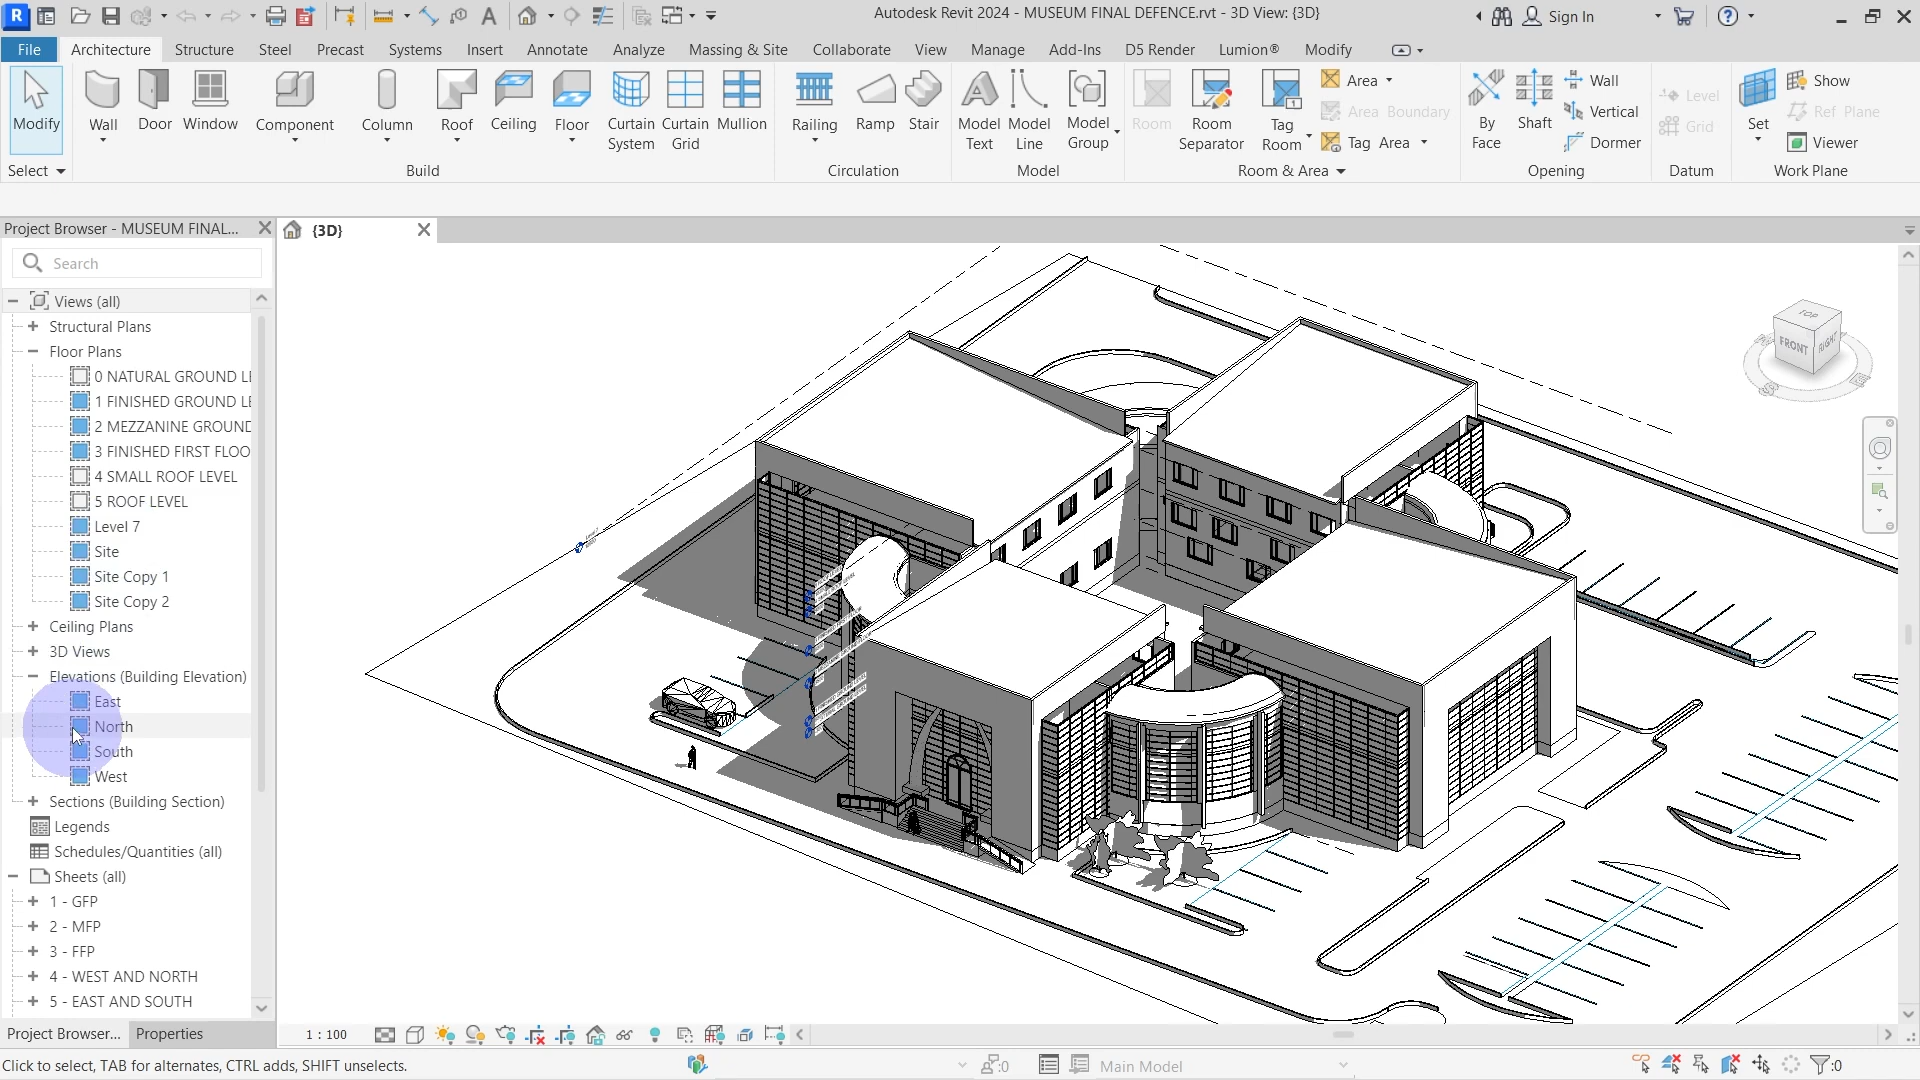 Autodesk Revit 2024 - MUSEUM FINAL DEFENCE.rvt - 3D View: {3D}
Sign In
File
Architecture
Structure
Steel
Precast
Systems
Insert
Annotate
Analyze
Massing & Site
Collaborate
View
Manage
Add-Ins
D5 Render
Lumion®
Modify
Modify
Wall
Door
Window
Component
Column
Roof
Ceiling
Floor
Curtain System
Curtain Grid
Mullion
Railing
Ramp
Stair
Model Text
Model Line
Model Group
Room
Room Separator
Tag Room
Area
Area Boundary
Tag Area
By Face
Shaft
Wall
Vertical
Dormer
Level
Grid
Set
Show
Ref Plane
Viewer
Select
Build
Circulation
Model
Room & Area
Opening
Datum
Work Plane
Project Browser - MUSEUM FINAL...
{3D}
Search
Views (all)
Structural Plans
Floor Plans
0 NATURAL GROUND LE
1 FINISHED GROUND LE
2 MEZZANINE GROUND
3 FINISHED FIRST FLOO
4 SMALL ROOF LEVEL
5 ROOF LEVEL
Level 7
Site
Site Copy 1
Site Copy 2
Ceiling Plans
3D Views
Elevations (Building Elevation)
East
North
South
West
Sections (Building Section)
Legends
Schedules/Quantities (all)
Sheets (all)
1 - GFP
2 - MFP
3 - FFP
4 - WEST AND NORTH
5 - EAST AND SOUTH
TOP
FRONT
RIGHT
Project Browser...
Properties
1 : 100
Click to select, TAB for alternates, CTRL adds, SHIFT unselects.
:0
Main Model
:0